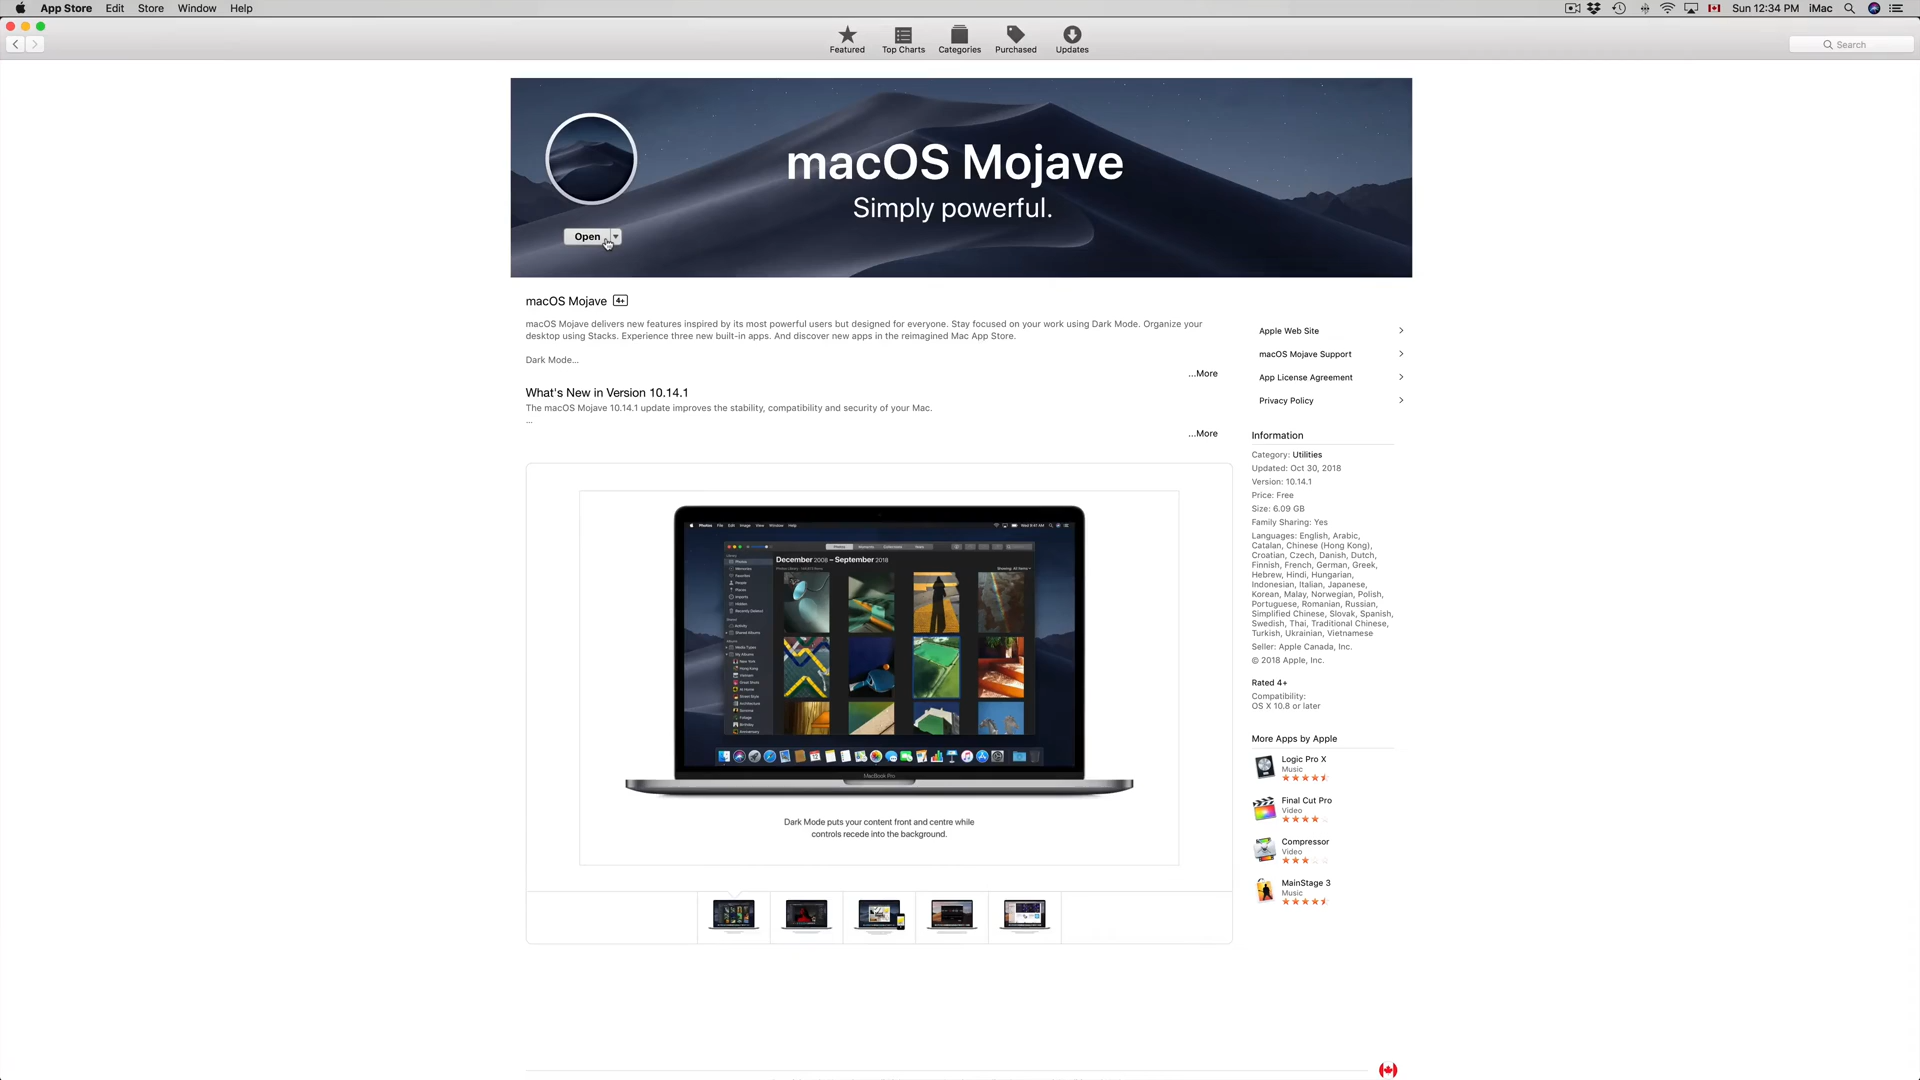 App Store Edit Store Window Help
Sun 12:34 PM iMac
Featured Top Charts Categories Purchased Updates
Search
macOS Mojave
Simply powerful.
Open
macOS Mojave 4+
macOS Mojave delivers new features inspired by its most powerful users but designed for everyone. Stay focused on your work using Dark Mode. Organize your
desktop using Stacks. Experience three new built-in apps. And discover new apps in the reimagined Mac App Store.
Dark Mode...
...More
What's New in Version 10.14.1
The macOS Mojave 10.14.1 update improves the stability, compatibility and security of your Mac.
...
...More
December 2008 – September 2018
MacBook Pro
Dark Mode puts your content front and centre while
controls recede into the background.
Apple Web Site
macOS Mojave Support
App License Agreement
Privacy Policy
Information
Category: Utilities
Updated: Oct 30, 2018
Version: 10.14.1
Price: Free
Size: 6.09 GB
Family Sharing: Yes
Languages: English, Arabic,
Catalan, Chinese (Hong Kong),
Croatian, Czech, Danish, Dutch,
Finnish, French, German, Greek,
Hebrew, Hindi, Hungarian,
Indonesian, Italian, Japanese,
Korean, Malay, Norwegian, Polish,
Portuguese, Romanian, Russian,
Simplified Chinese, Slovak, Spanish,
Swedish, Thai, Traditional Chinese,
Turkish, Ukrainian, Vietnamese
Seller: Apple Canada, Inc.
© 2018 Apple, Inc.
Rated 4+
Compatibility:
OS X 10.8 or later
More Apps by Apple
Logic Pro X
Music
Final Cut Pro
Video
Compressor
Video
MainStage 3
Music